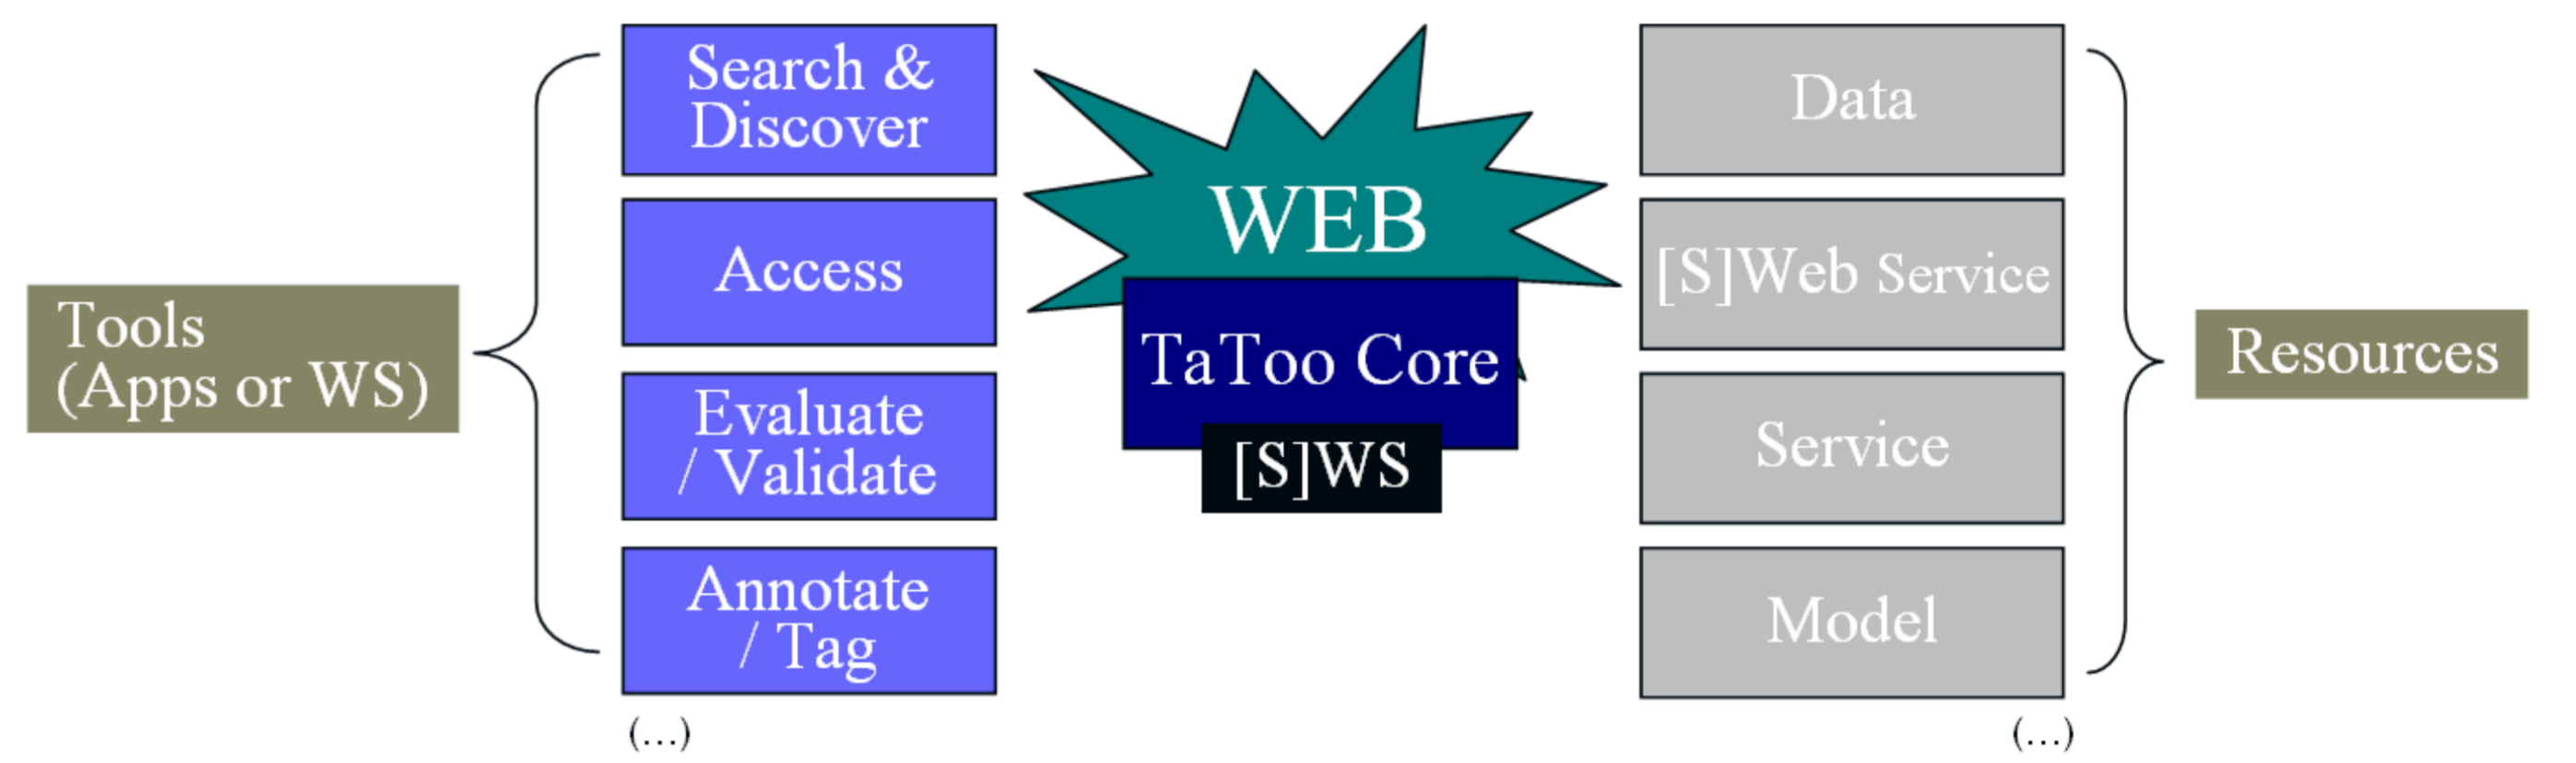 Tools
(Apps or WS)
Search &
Discover
Access
Evaluate
/ Validate
Annotate
/ Tag
(...)
WEB
TaToo Core
[S]WS
Data
[S]Web Service
Service
Model
(...)
Resources